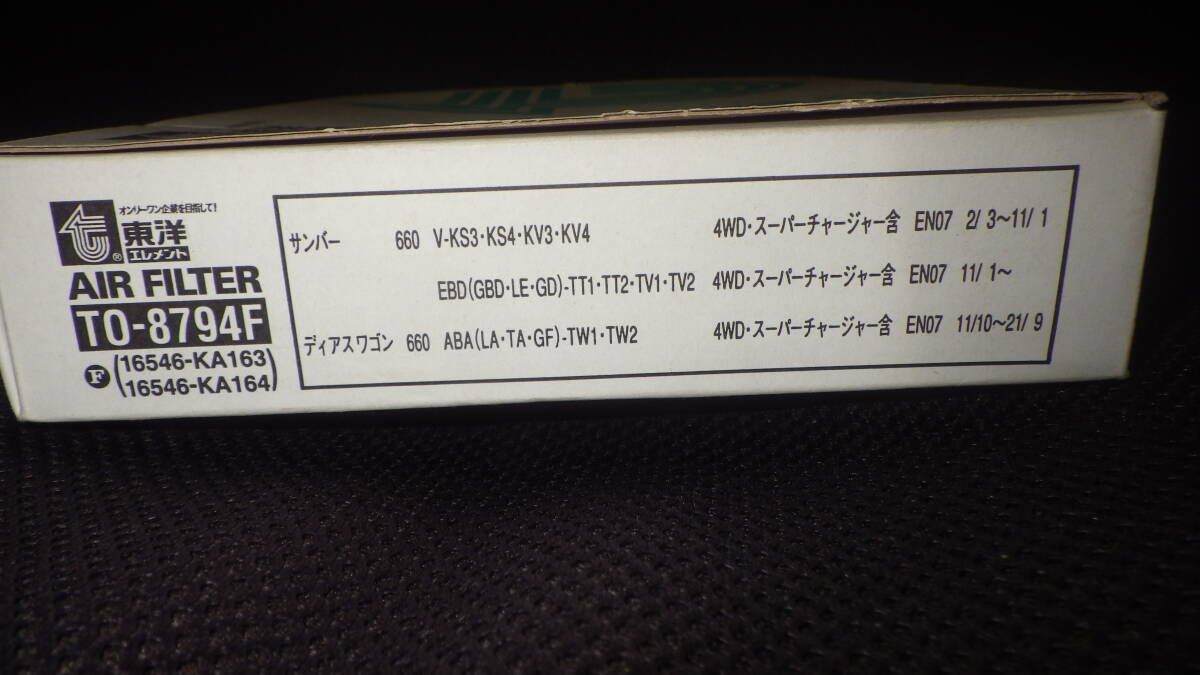 オンリーワン企業を目指して!
東洋
®エレメント
AIR FILTER
TO-8794F
F (16546-KA163)
(16546-KA164)
サンバー 660 V-KS3・KS4・KV3・KV4 4WD・スーパーチャージャー含 EN07 2/ 3〜11/ 1
EBD(GBD・LE・GD)-TT1・TT2・TV1・TV2 4WD・スーパーチャージャー含 EN07 11/ 1〜
ディアスワゴン 660 ABA(LA・TA・GF)-TW1・TW2 4WD・スーパーチャージャー含 EN07 11/10〜21/ 9